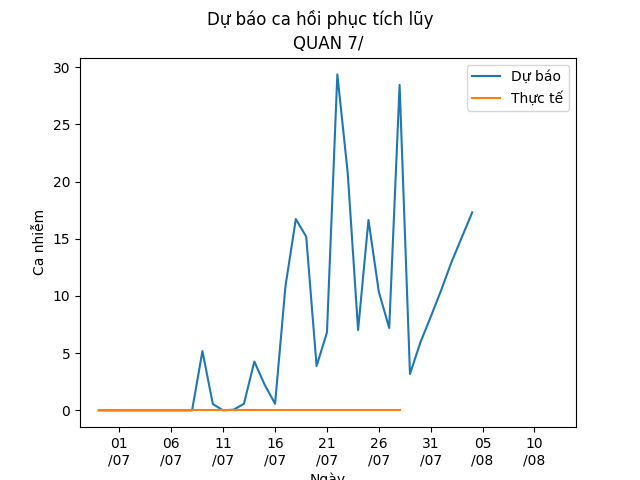 Dự báo ca hồi phục tích lũy
QUAN 7/
Dự báo
Thực tế
Ca nhiễm
30
25
20
15
10
5
0
01 06 11 16 21 26 31 05 10
/07 /07 /07 /07 /07 /07 /07 /08 /08
Ngày